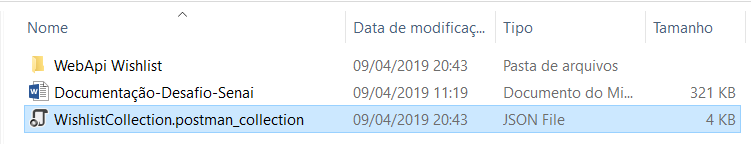 Nome Data de modificaç... Tipo Tamanho
WebApi Wishlist 09/04/2019 20:43 Pasta de arquivos
Documentação-Desafio-Senai 09/04/2019 11:19 Documento do Mi... 321 KB
WishlistCollection.postman_collection 09/04/2019 20:43 JSON File 4 KB